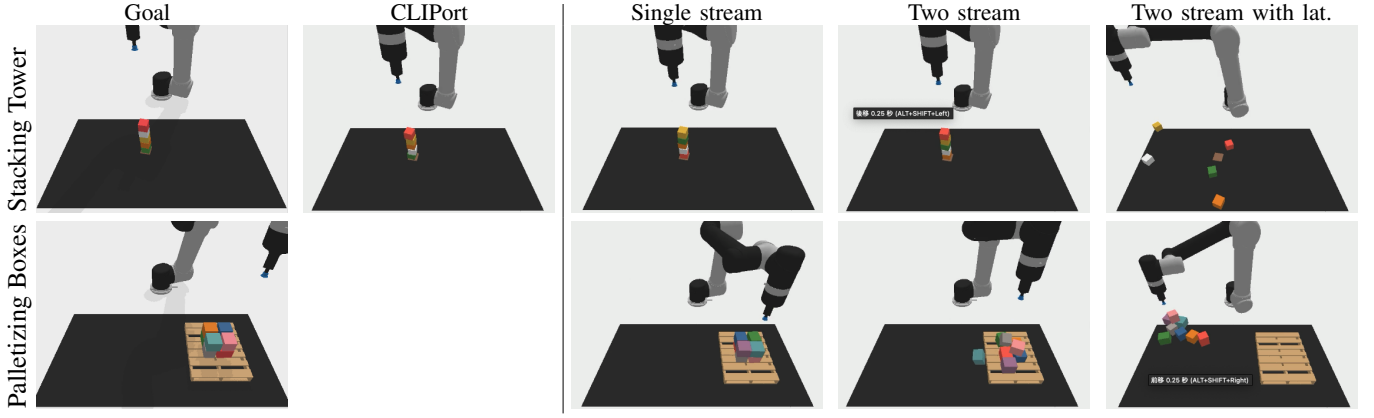 Goal
CLIPort
Single stream
Two stream
Two stream with lat.
Stacking Tower
後移 0.25 秒 (ALT+SHIFT+Left)
Palletizing Boxes
前移 0.25 秒 (ALT+SHIFT+Right)